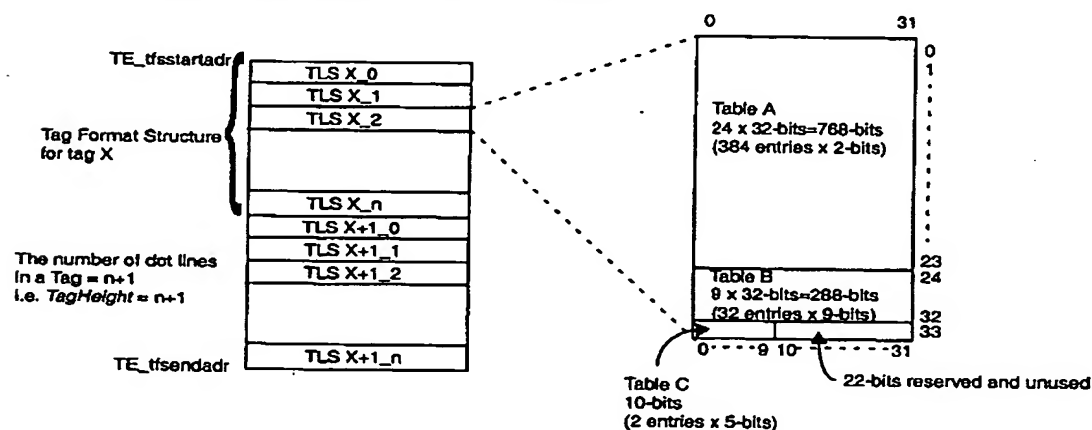 0 31
TE_tfsstartadr
TLS X_0
TLS X_1
TLS X_2
Tag Format Structure
for tag X
TLS X_n
TLS X+1_0
TLS X+1_1
TLS X+1_2
The number of dot lines
in a Tag = n+1
i.e. TagHeight = n+1
TLS X+1_n
TE_tfsendadr
0
1
Table A
24 x 32-bits=768-bits
(384 entries x 2-bits)
23
24
Table B
9 x 32-bits=288-bits
(32 entries x 9-bits)
32
33
0 9 10 31
Table C
10-bits
(2 entries x 5-bits)
22-bits reserved and unused